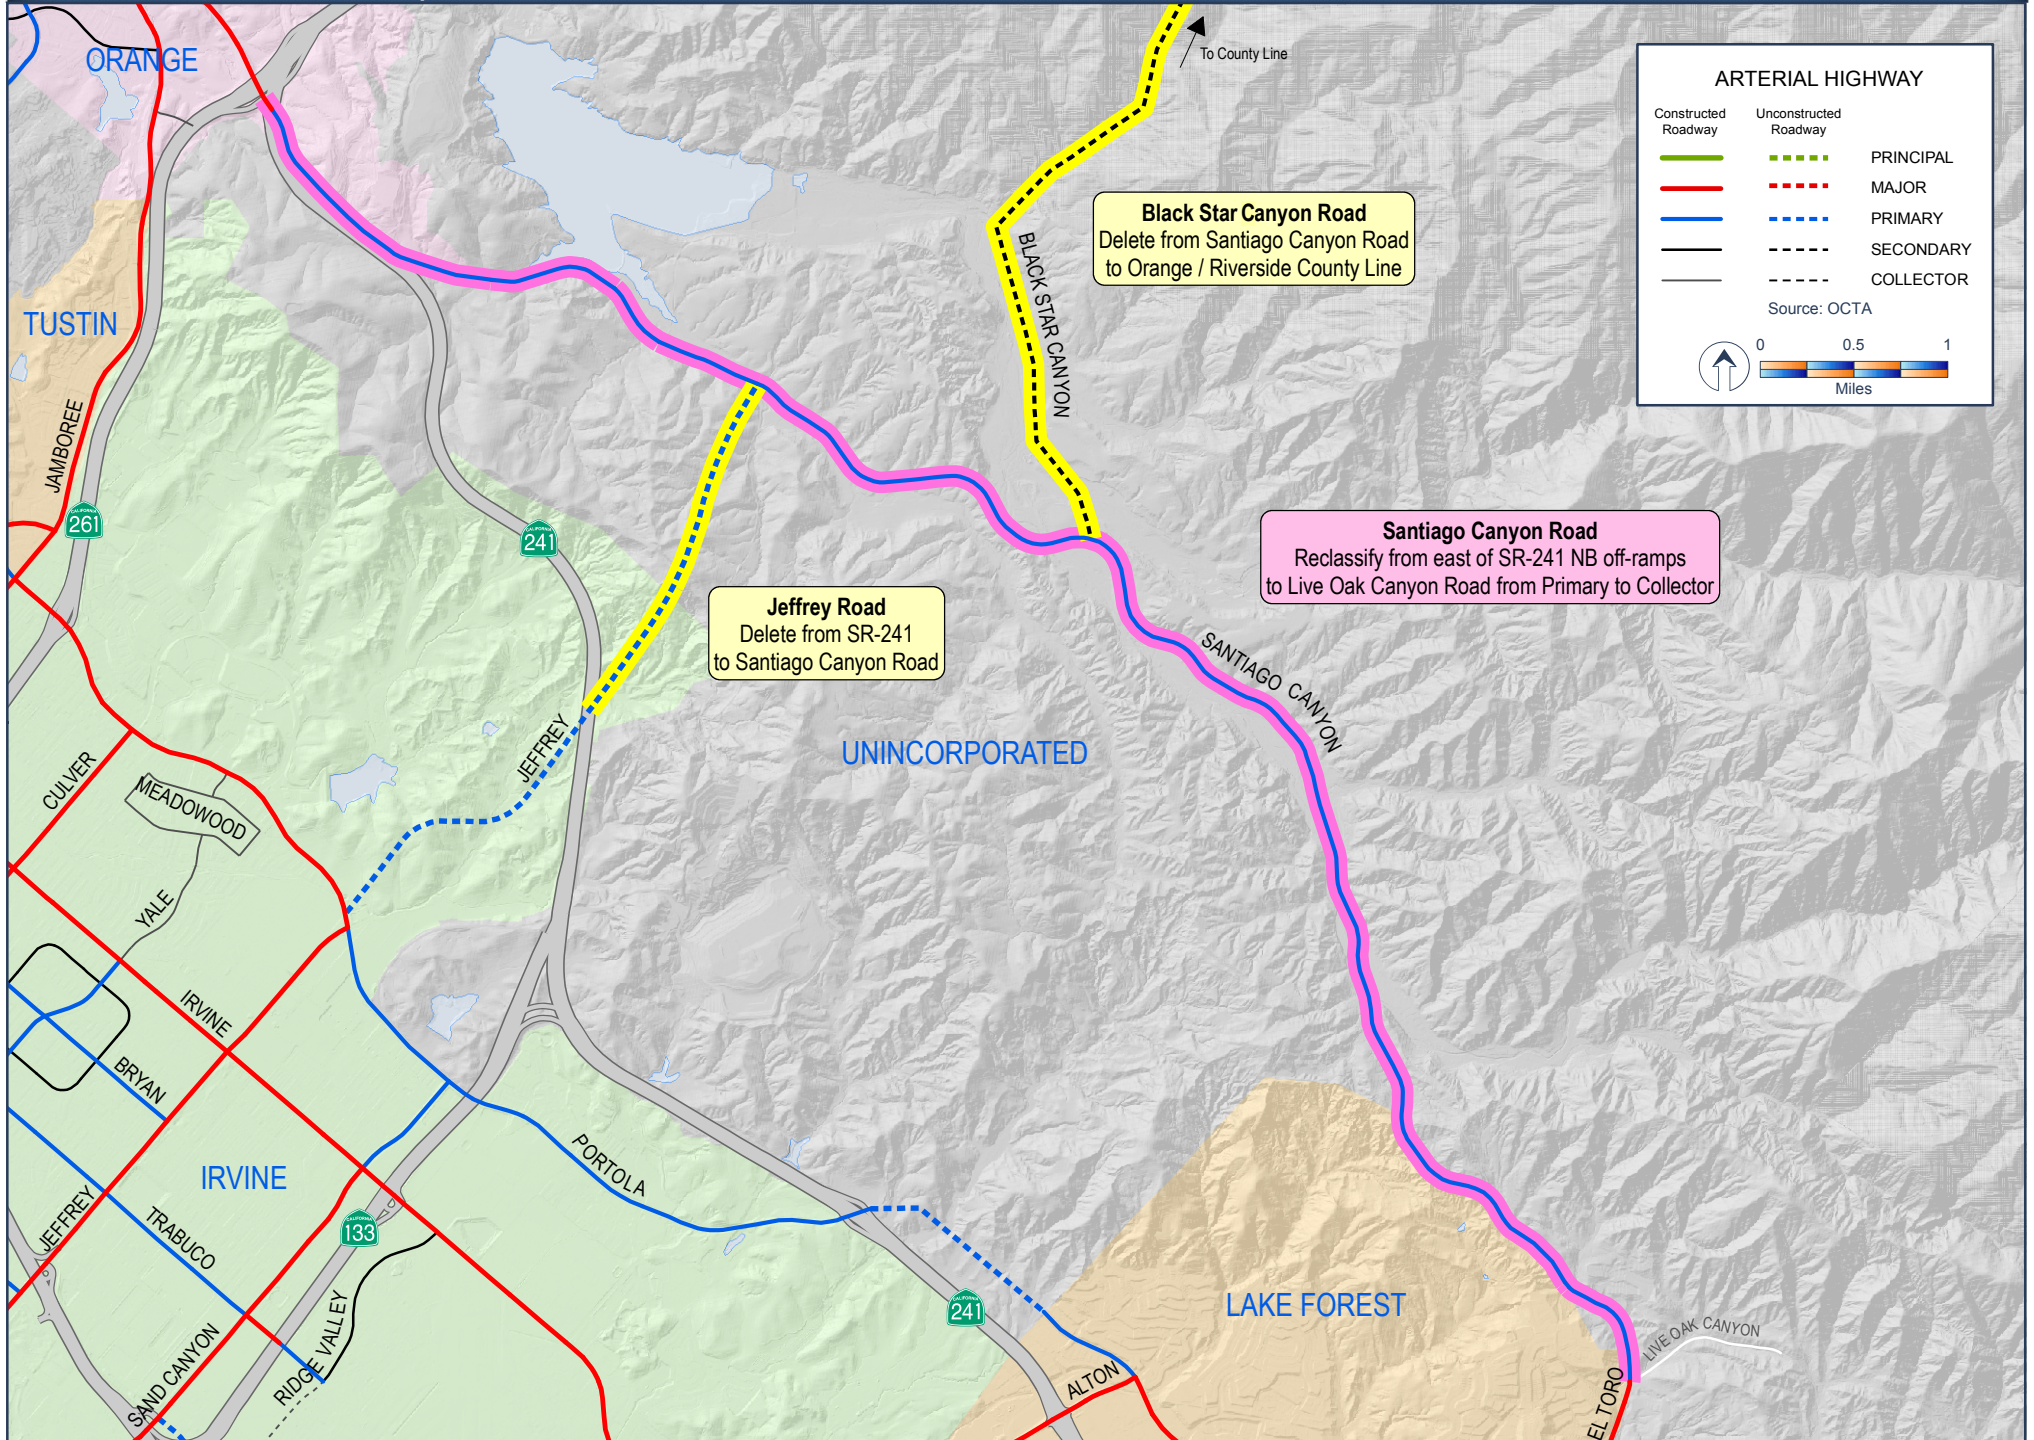 ORANGE
To County Line
ARTERIAL HIGHWAY
Constructed
Roadway
Unconstructed
Roadway
PRINCIPAL
MAJOR
PRIMARY
SECONDARY
COLLECTOR
Source: OCTA
0 0.5 1
Miles
Black Star Canyon Road
Delete from Santiago Canyon Road
to Orange / Riverside County Line
BLACK STAR CANYON
TUSTIN
JAMBOREE
CALIFORNIA
261
CALIFORNIA
241
Santiago Canyon Road
Reclassify from east of SR-241 NB off-ramps
to Live Oak Canyon Road from Primary to Collector
Jeffrey Road
Delete from SR-241
to Santiago Canyon Road
SANTIAGO CANYON
JEFFREY
UNINCORPORATED
CULVER
MEADOWOOD
YALE
IRVINE
BRYAN
PORTOLA
IRVINE
JEFFREY
TRABUCO
CALIFORNIA
133
RIDGE VALLEY
SAND CANYON
CALIFORNIA
241
LAKE FOREST
ALTON
LIVE OAK CANYON
EL TORO